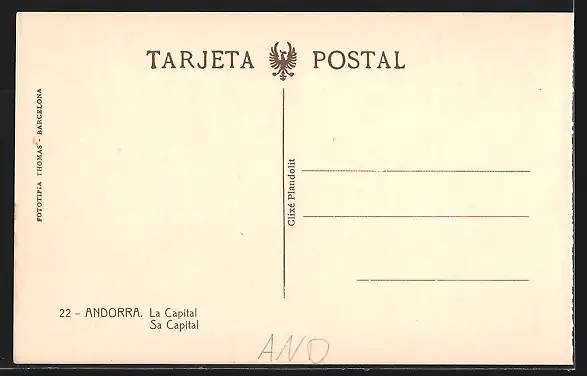 TARJETA POSTAL
FOTOTIPIA THOMAS - BARCELONA
Clixé Plandolit
22 - ANDORRA. La Capital
Sa Capital
AND